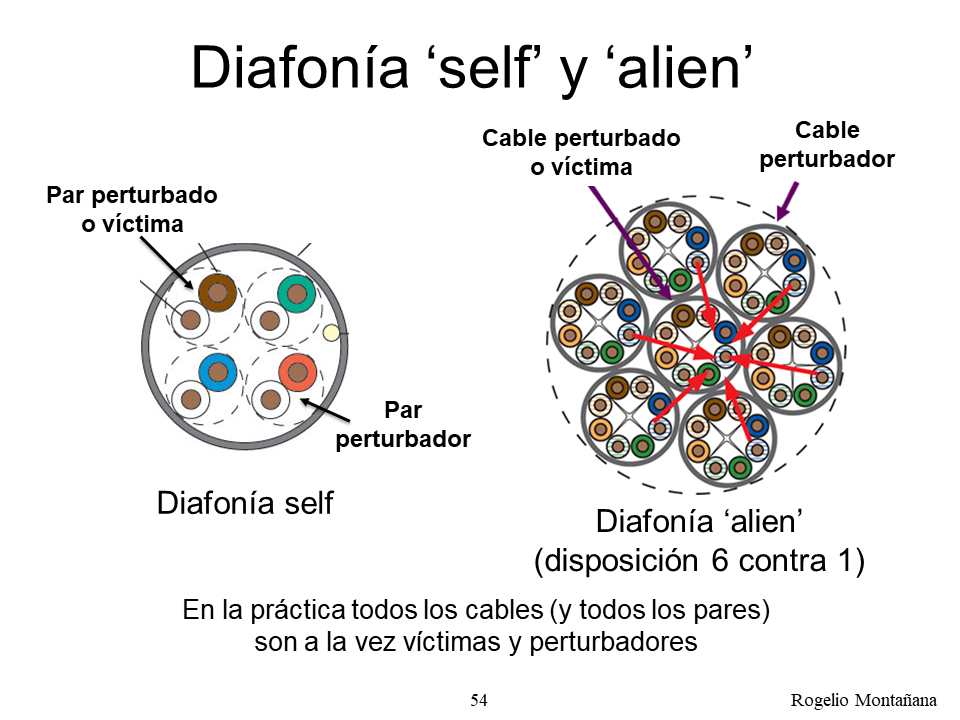 Diafonía ‘self’ y ‘alien’
Cable perturbado
o víctima
Cable
perturbador
Par perturbado
o víctima
Par
perturbador
Diafonía self
Diafonía ‘alien’
(disposición 6 contra 1)
En la práctica todos los cables (y todos los pares)
son a la vez víctimas y perturbadores
54
Rogelio Montañana